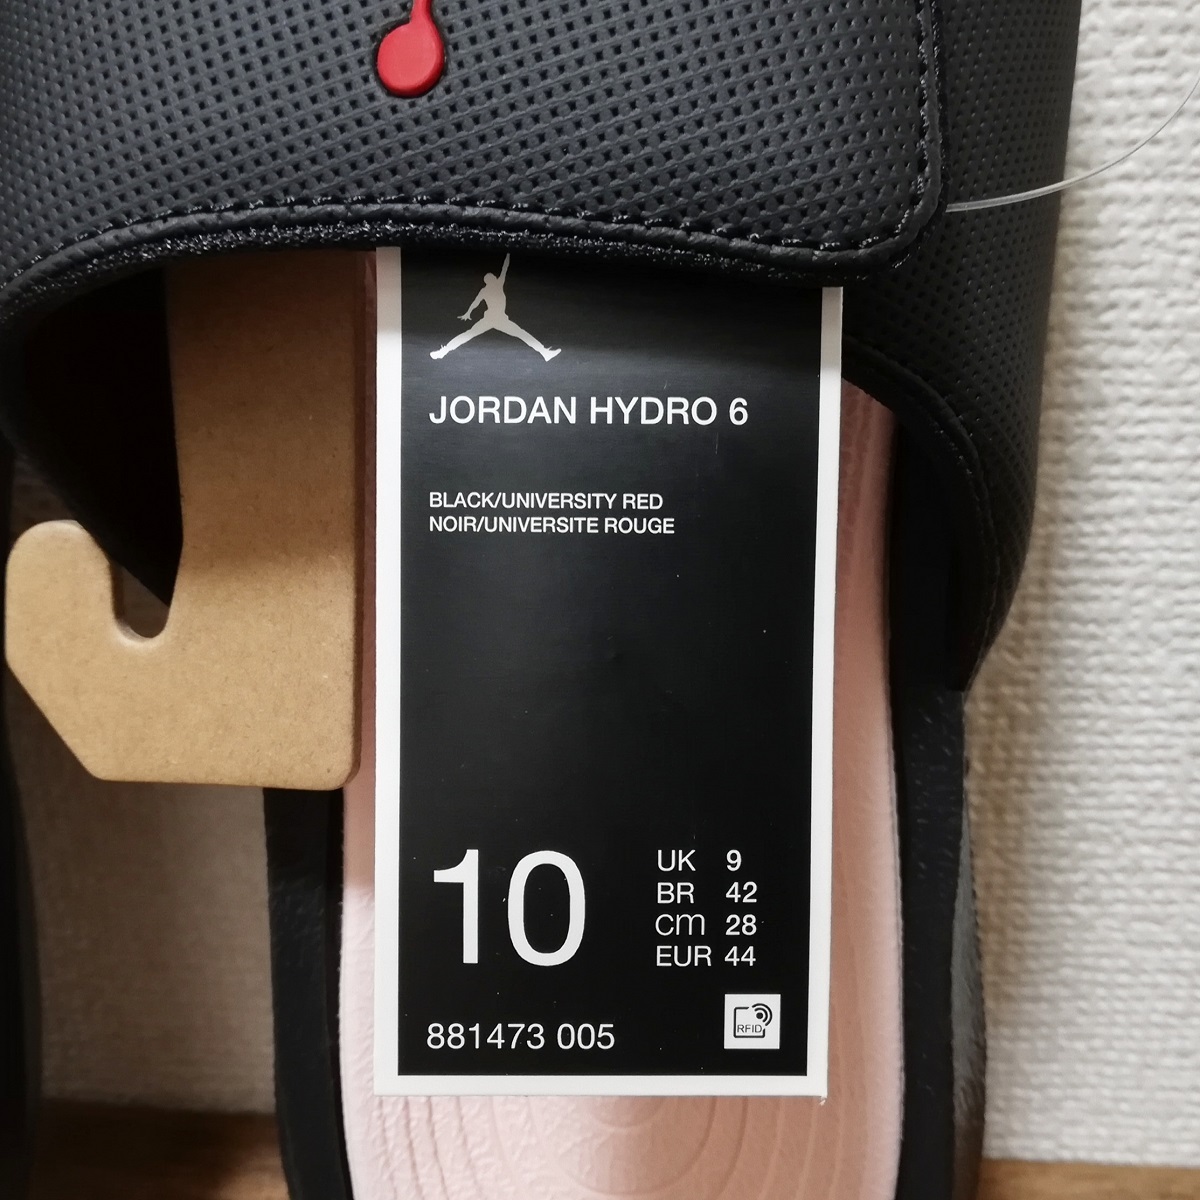 JORDAN HYDRO 6
BLACK/UNIVERSITY RED
NOIR/UNIVERSITE ROUGE
10
UK 9
BR 42
cm 28
EUR 44
881473 005
RFID